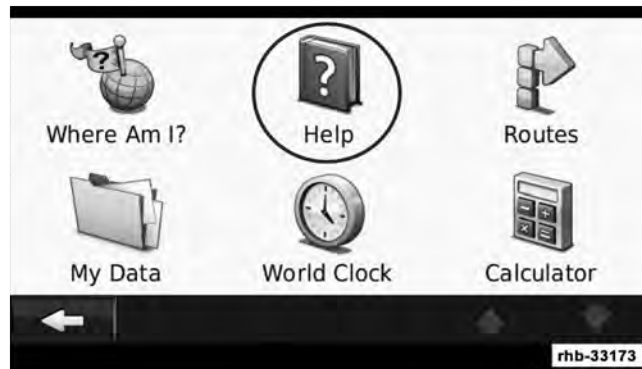 ?
Where Am I?
?
Help
Routes
My Data
World Clock
Calculator
rhb-33173